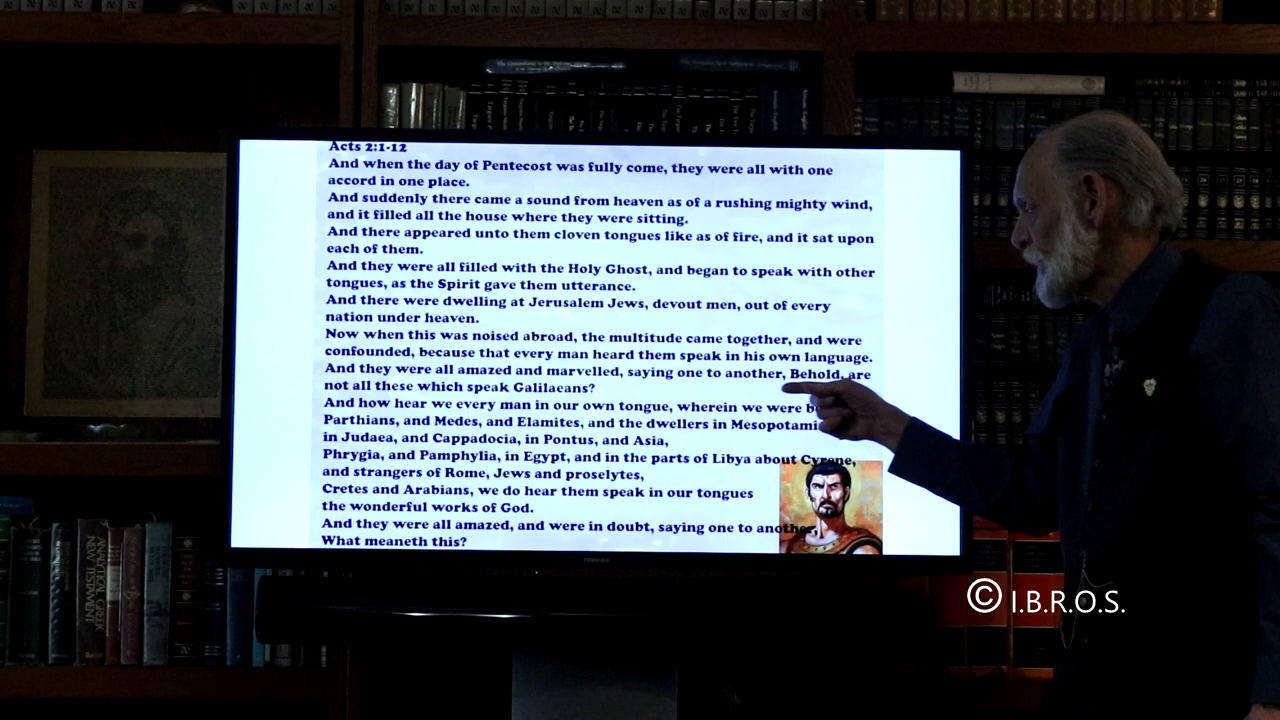 Acts 2:1-12
And when the day of Pentecost was fully come, they were all with one
accord in one place.
And suddenly there came a sound from heaven as of a rushing mighty wind,
and it filled all the house where they were sitting.
And there appeared unto them cloven tongues like as of fire, and it sat upon
each of them.
And they were all filled with the Holy Ghost, and began to speak with other
tongues, as the Spirit gave them utterance.
And there were dwelling at Jerusalem Jews, devout men, out of every
nation under heaven.
Now when this was noised abroad, the multitude came together, and were
confounded, because that every man heard them speak in his own language.
And they were all amazed and marvelled, saying one to another, Behold, are
not all these which speak Galilaeans?
And how hear we every man in our own tongue, wherein we were
Parthians, and Medes, and Elamites, and the dwellers in
in Judaea, and Cappadocia, in Pontus, and Asia,
Phrygia, and Pamphylia, in Egypt, and in the parts of Libya about Cyrene,
and strangers of Rome, Jews and proselytes,
Cretes and Arabians, we do hear them speak in our tongues
the wonderful works of God.
And they were all amazed, and were in doubt, saying one to another,
What meaneth this?
ANALYTICAL GREEK
NEW TESTAMENT
© I.B.R.O.S.